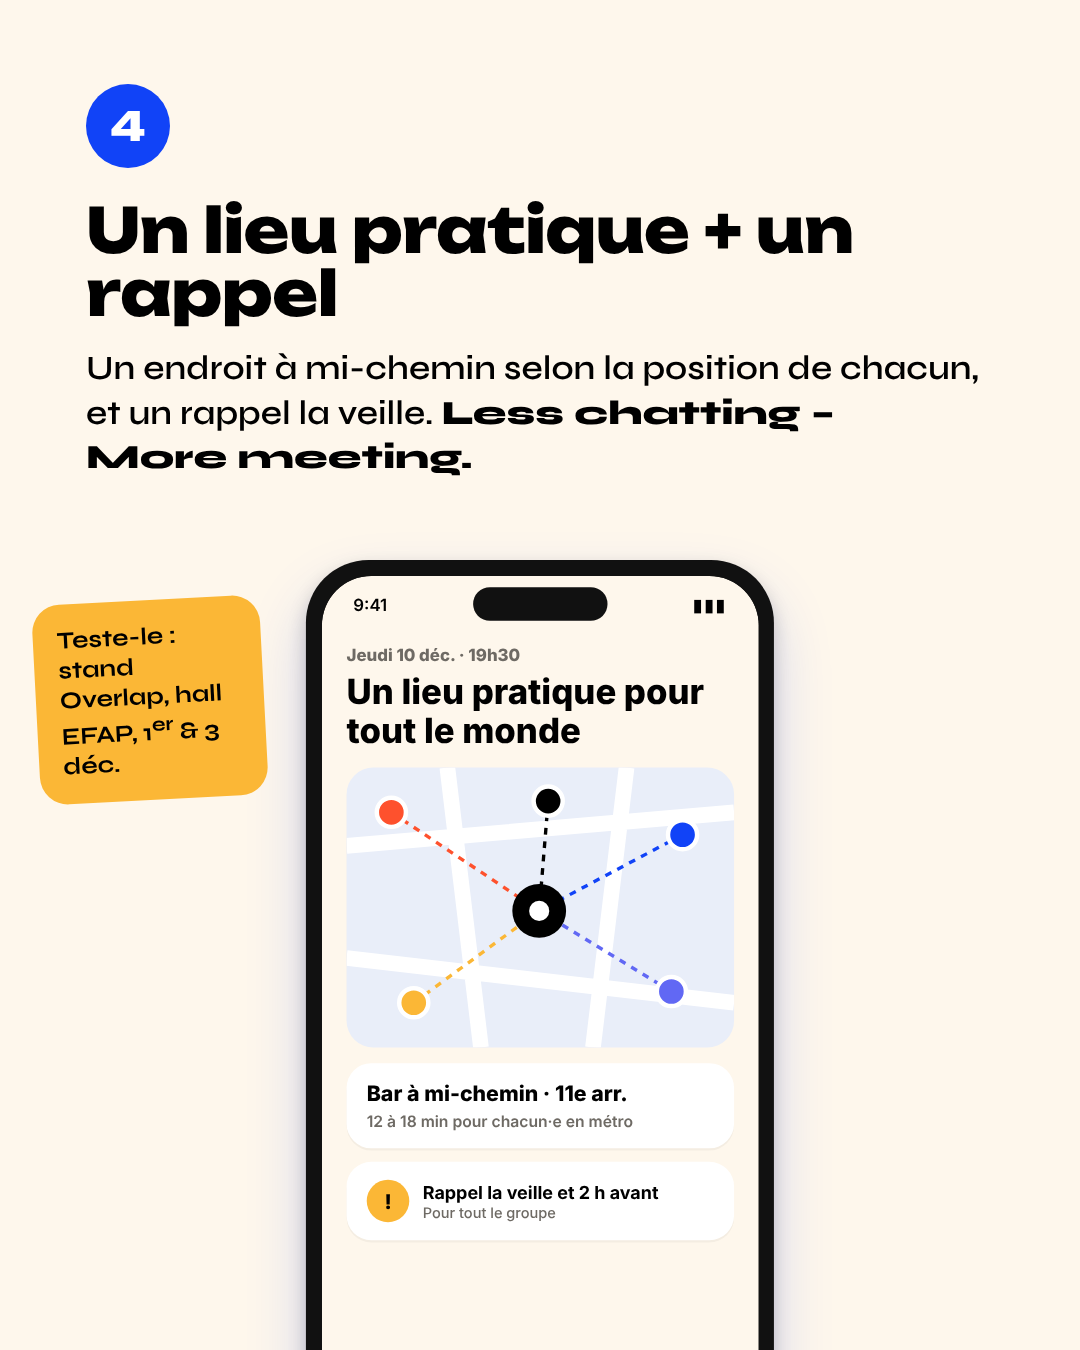 4
Un lieu pratique + un
rappel
Un endroit à mi-chemin selon la position de chacun,
et un rappel la veille. Less chatting –
More meeting.
Teste-le :
stand
Overlap, hall
EFAP, 1er & 3
déc.
9:41
Jeudi 10 déc. · 19h30
Un lieu pratique pour
tout le monde
Bar à mi-chemin · 11e arr.
12 à 18 min pour chacun·e en métro
!
Rappel la veille et 2 h avant
Pour tout le groupe